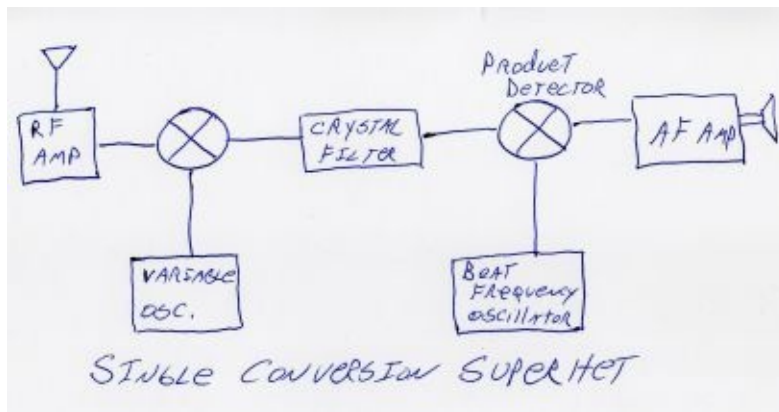 PRODUCT
DETECTOR
RF
AMP
CRYSTAL
FILTER
AF AMP
VARIABLE
OSC.
BEAT
FREQUENCY
OSCILLATOR
SINGLE CONVERSION SUPERHET